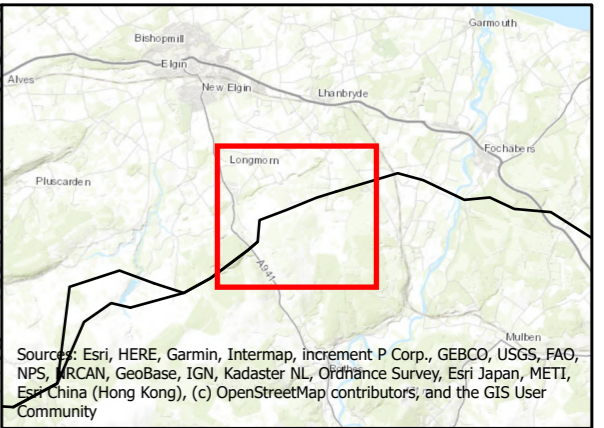 Garmouth
Bishopmill
Elgin
Alves
New Elgin
Lhanbryde
Fochabers
Longmorn
Pluscarden
A941
Mulben
Rothes
Sources: Esri, HERE, Garmin, Intermap, increment P Corp., GEBCO, USGS, FAO,
NPS, NRCAN, GeoBase, IGN, Kadaster NL, Ordnance Survey, Esri Japan, METI,
Esri China (Hong Kong), (c) OpenStreetMap contributors, and the GIS User
Community